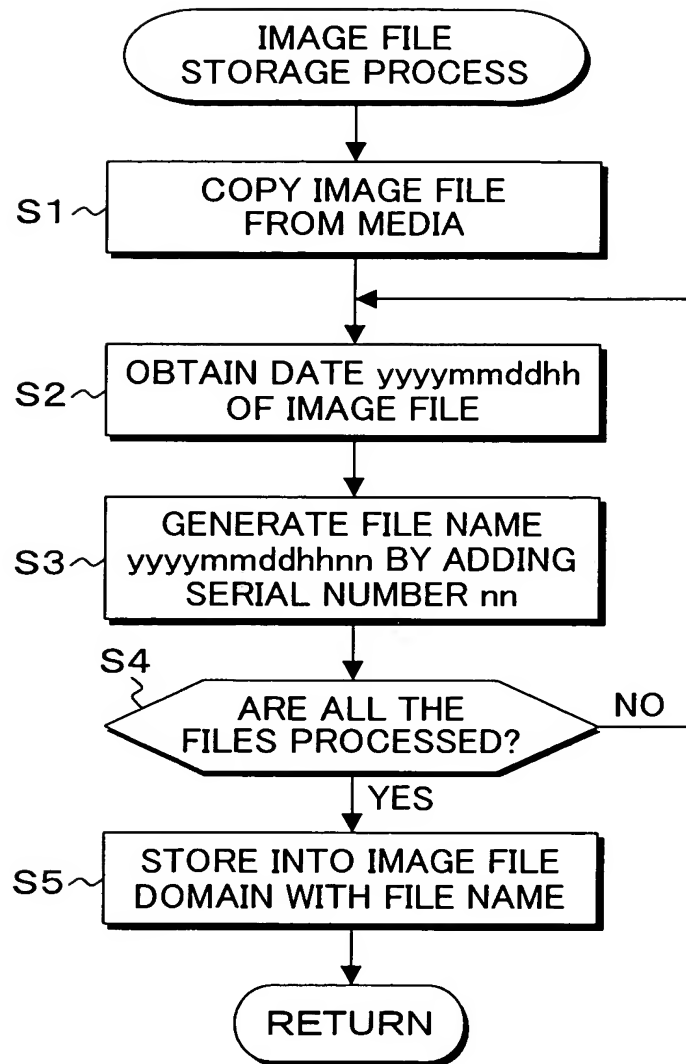 IMAGE FILE
STORAGE PROCESS
S1
COPY IMAGE FILE
FROM MEDIA
S2
OBTAIN DATE yyyymmddhh
OF IMAGE FILE
S3
GENERATE FILE NAME
yyyymmddhhnn BY ADDING
SERIAL NUMBER nn
S4
ARE ALL THE
FILES PROCESSED?
NO
YES
S5
STORE INTO IMAGE FILE
DOMAIN WITH FILE NAME
RETURN